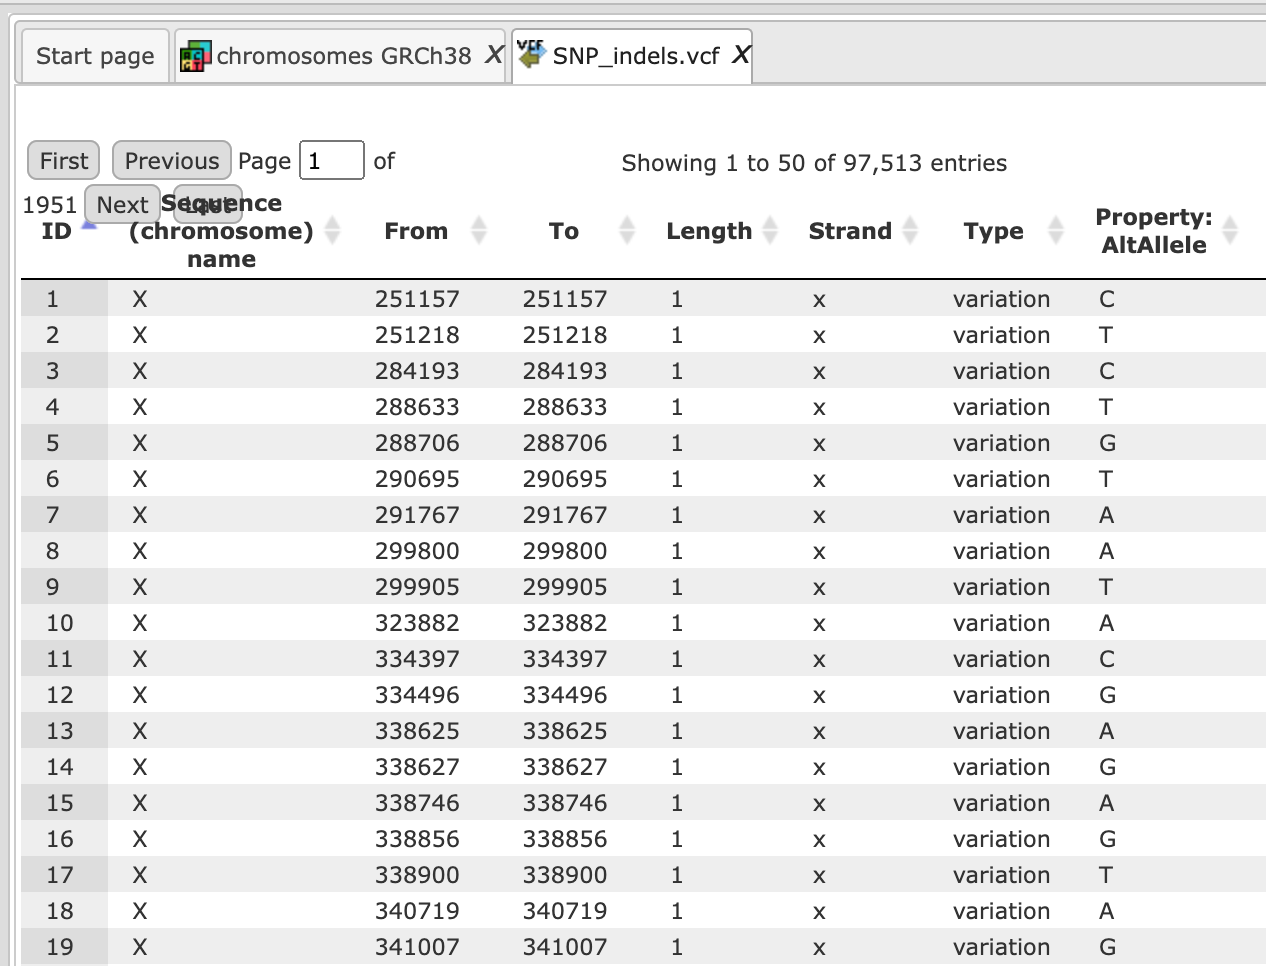 Start page chromosomes GRCh38 X VCF SNP_indels.vcf X
First Previous Page 1 of Showing 1 to 50 of 97,513 entries
1951 Next Last
ID Sequence (chromosome) name From To Length Strand Type Property: AltAllele
1 X 251157 251157 1 x variation C
2 X 251218 251218 1 x variation T
3 X 284193 284193 1 x variation C
4 X 288633 288633 1 x variation T
5 X 288706 288706 1 x variation G
6 X 290695 290695 1 x variation T
7 X 291767 291767 1 x variation A
8 X 299800 299800 1 x variation A
9 X 299905 299905 1 x variation T
10 X 323882 323882 1 x variation A
11 X 334397 334397 1 x variation C
12 X 334496 334496 1 x variation G
13 X 338625 338625 1 x variation A
14 X 338627 338627 1 x variation G
15 X 338746 338746 1 x variation A
16 X 338856 338856 1 x variation G
17 X 338900 338900 1 x variation T
18 X 340719 340719 1 x variation A
19 X 341007 341007 1 x variation G